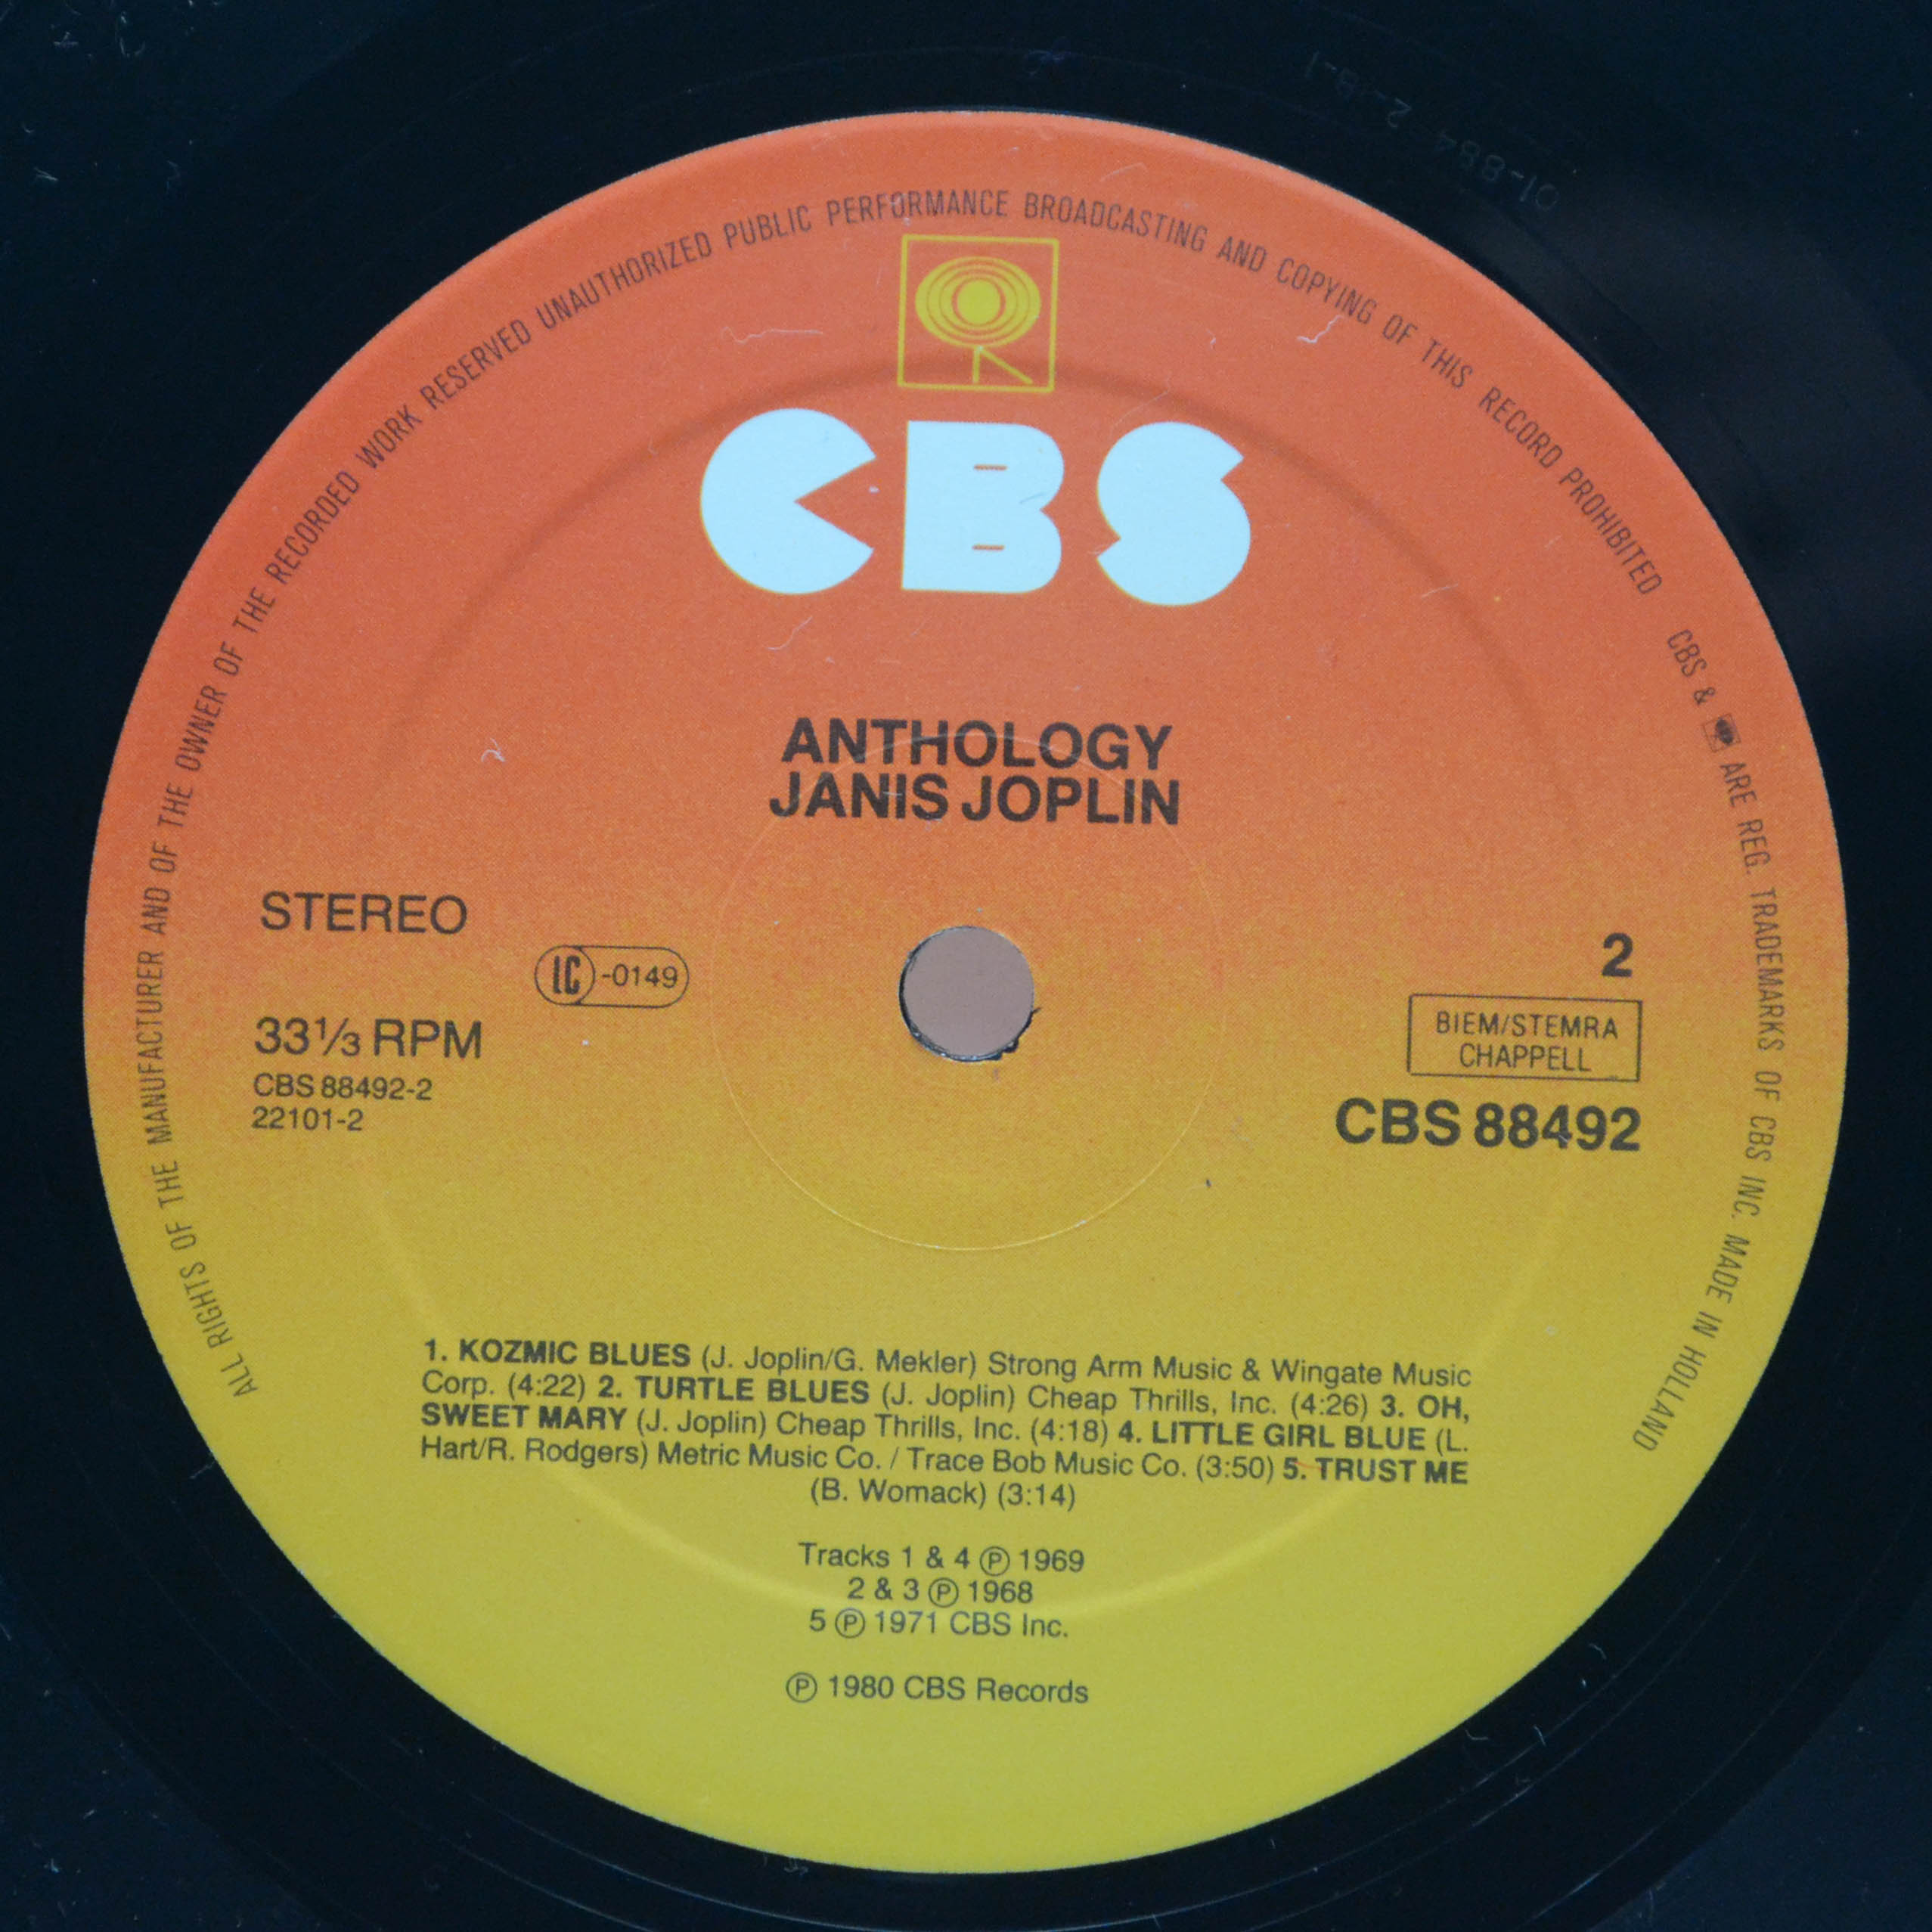 ALL RIGHTS OF THE MANUFACTURER AND OF THE OWNER OF THE RECORDED WORK RESERVED UNAUTHORIZED PUBLIC PERFORMANCE BROADCASTING AND COPYING OF THIS RECORD PROHIBITED CBS & ARE REG. TRADEMARKS OF CBS INC. MADE IN HOLLAND
CBS
ANTHOLOGY
JANIS JOPLIN
STEREO
LC-0149
33⅓ RPM
CBS 88492-2
22101-2
2
BIEM/STEMRA
CHAPPELL
CBS 88492
1. KOZMIC BLUES (J. Joplin/G. Mekler) Strong Arm Music & Wingate Music
Corp. (4:22) 2. TURTLE BLUES (J. Joplin) Cheap Thrills, Inc. (4:26) 3. OH,
SWEET MARY (J. Joplin) Cheap Thrills, Inc. (4:18) 4. LITTLE GIRL BLUE (L.
Hart/R. Rodgers) Metric Music Co. / Trace Bob Music Co. (3:50) 5. TRUST ME
(B. Womack) (3:14)
Tracks 1 & 4 ℗ 1969
2 & 3 ℗ 1968
5 ℗ 1971 CBS Inc.
℗ 1980 CBS Records